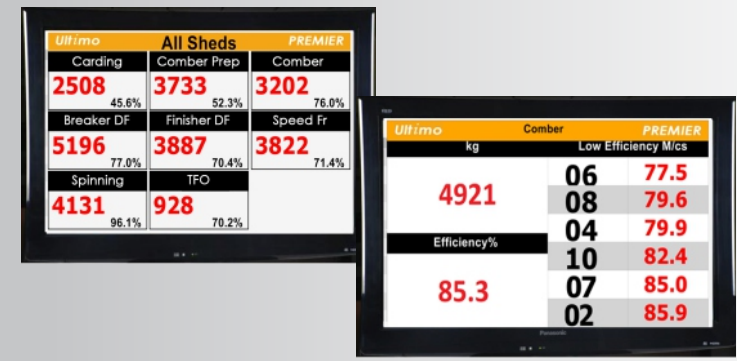 Ultimo All Sheds PREMIER
Carding Comber Prep Comber
2508 3733 3202
45.6% 52.3% 76.0%
Breaker DF Finisher DF Speed Fr
5196 3887 3822
77.0% 70.4% 71.4%
Spinning TFO
4131 928
96.1% 70.2%
Ultimo Comber PREMIER
kg Low Efficiency M/cs
4921
06 77.5
08 79.6
04 79.9
Efficiency%
85.3
10 82.4
07 85.0
02 85.9
Panasonic